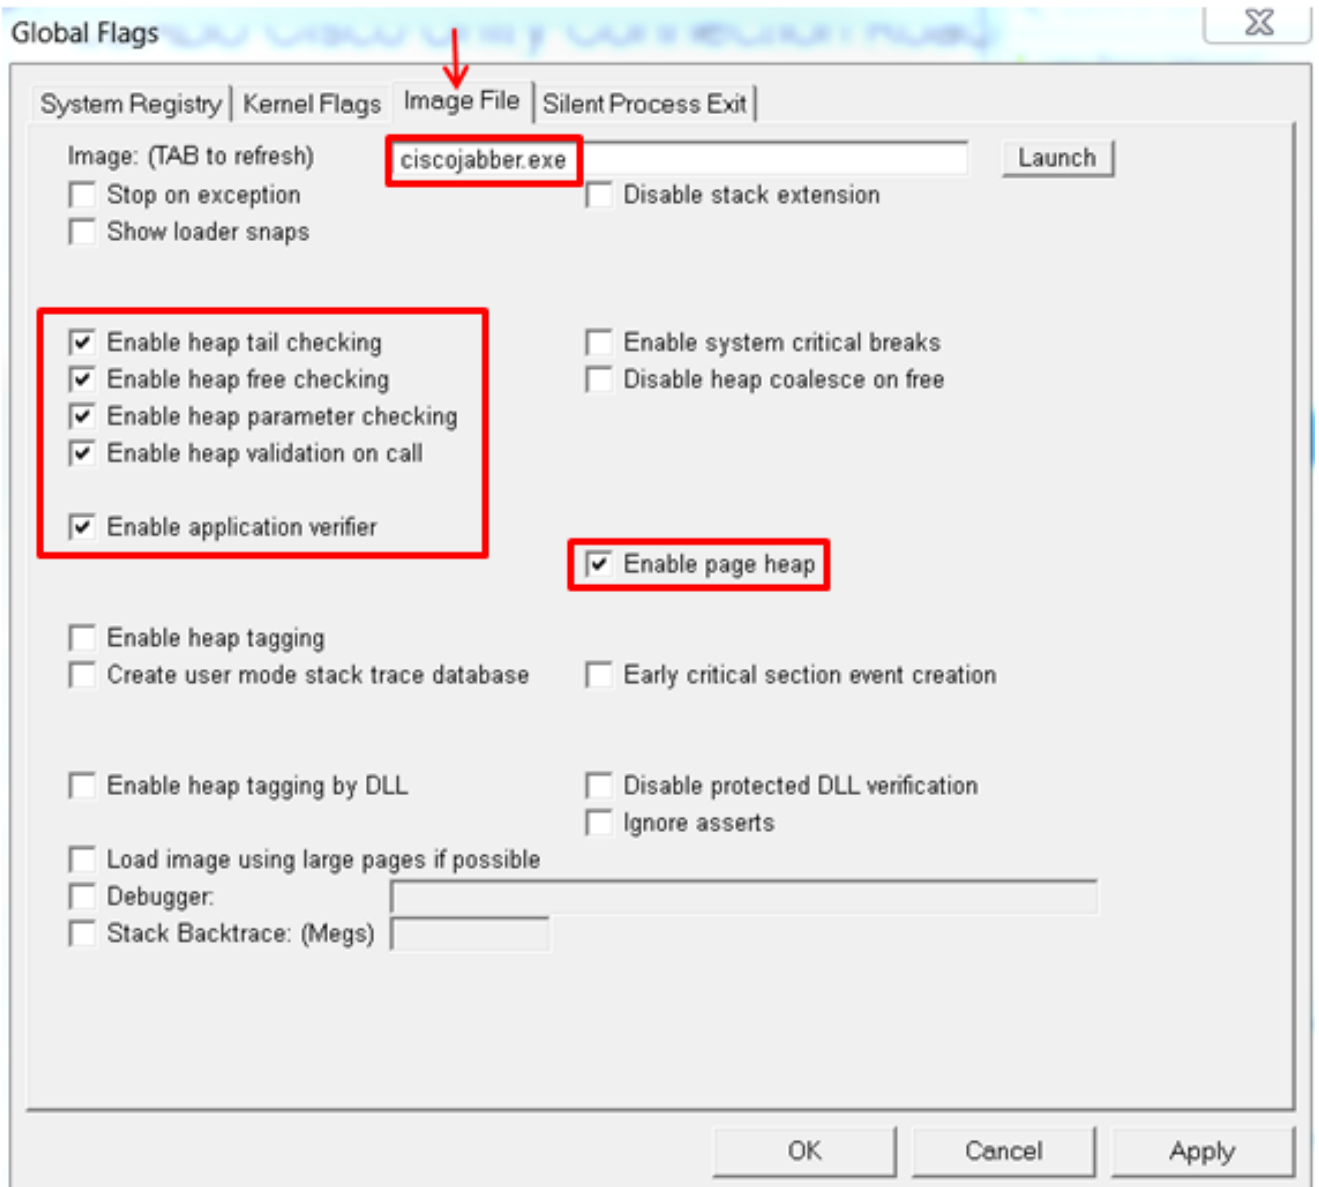 Global Flags
System Registry
Kernel Flags
Image File
Silent Process Exit
Image: (TAB to refresh)
ciscojabber.exe
Launch
Stop on exception
Disable stack extension
Show loader snaps
Enable heap tail checking
Enable system critical breaks
Enable heap free checking
Disable heap coalesce on free
Enable heap parameter checking
Enable heap validation on call
Enable application verifier
Enable page heap
Enable heap tagging
Create user mode stack trace database
Early critical section event creation
Enable heap tagging by DLL
Disable protected DLL verification
Ignore asserts
Load image using large pages if possible
Debugger:
Stack Backtrace: (Megs)
OK
Cancel
Apply